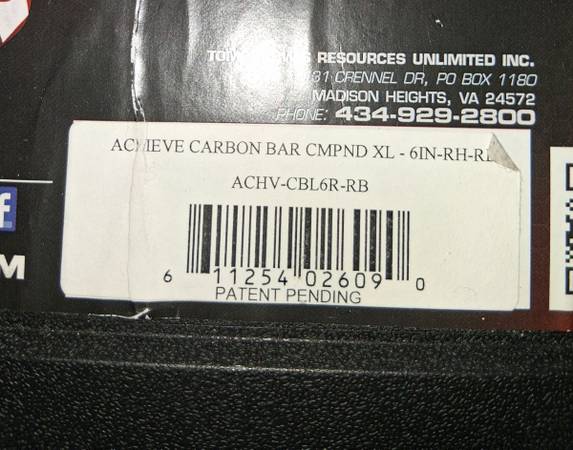 RESOURCES UNLIMITED INC.
31 CRENNEL DR, PO BOX 1180
MADISON HEIGHTS, VA 24572
PHONE: 434-929-2800
ACHIEVE CARBON BAR CMPND XL - 6IN-RH-
ACHV-CBL6R-RB
6 11254 02609 0
PATENT PENDING
f
M